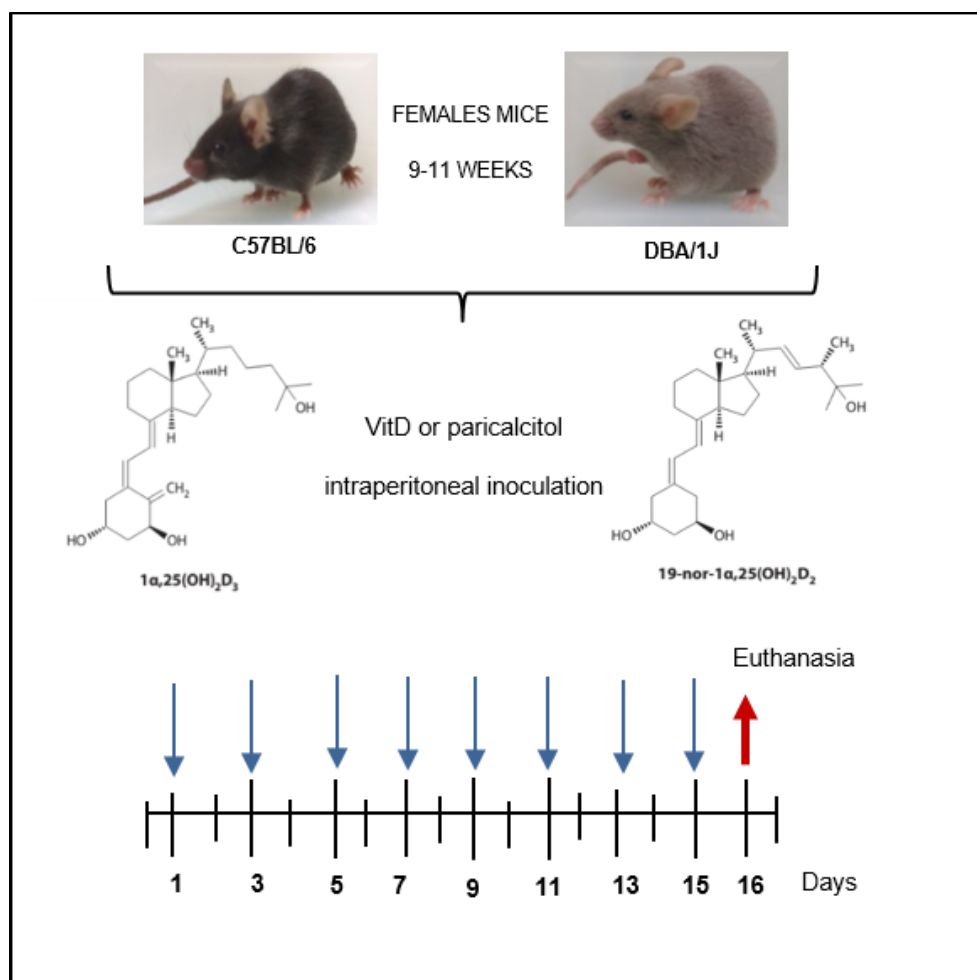 FEMALES MICE
9-11 WEEKS
C57BL/6
DBA/1J
CH₃
CH₃
H
OH
H
CH₂
HO
OH
1α,25(OH)₂D₃
VitD or paricalcitol
intraperitoneal inoculation
CH₃
CH₃
CH₃
H
OH
H
HO
OH
19-nor-1α,25(OH)₂D₂
Euthanasia
1 3 5 7 9 11 13 15 16 Days